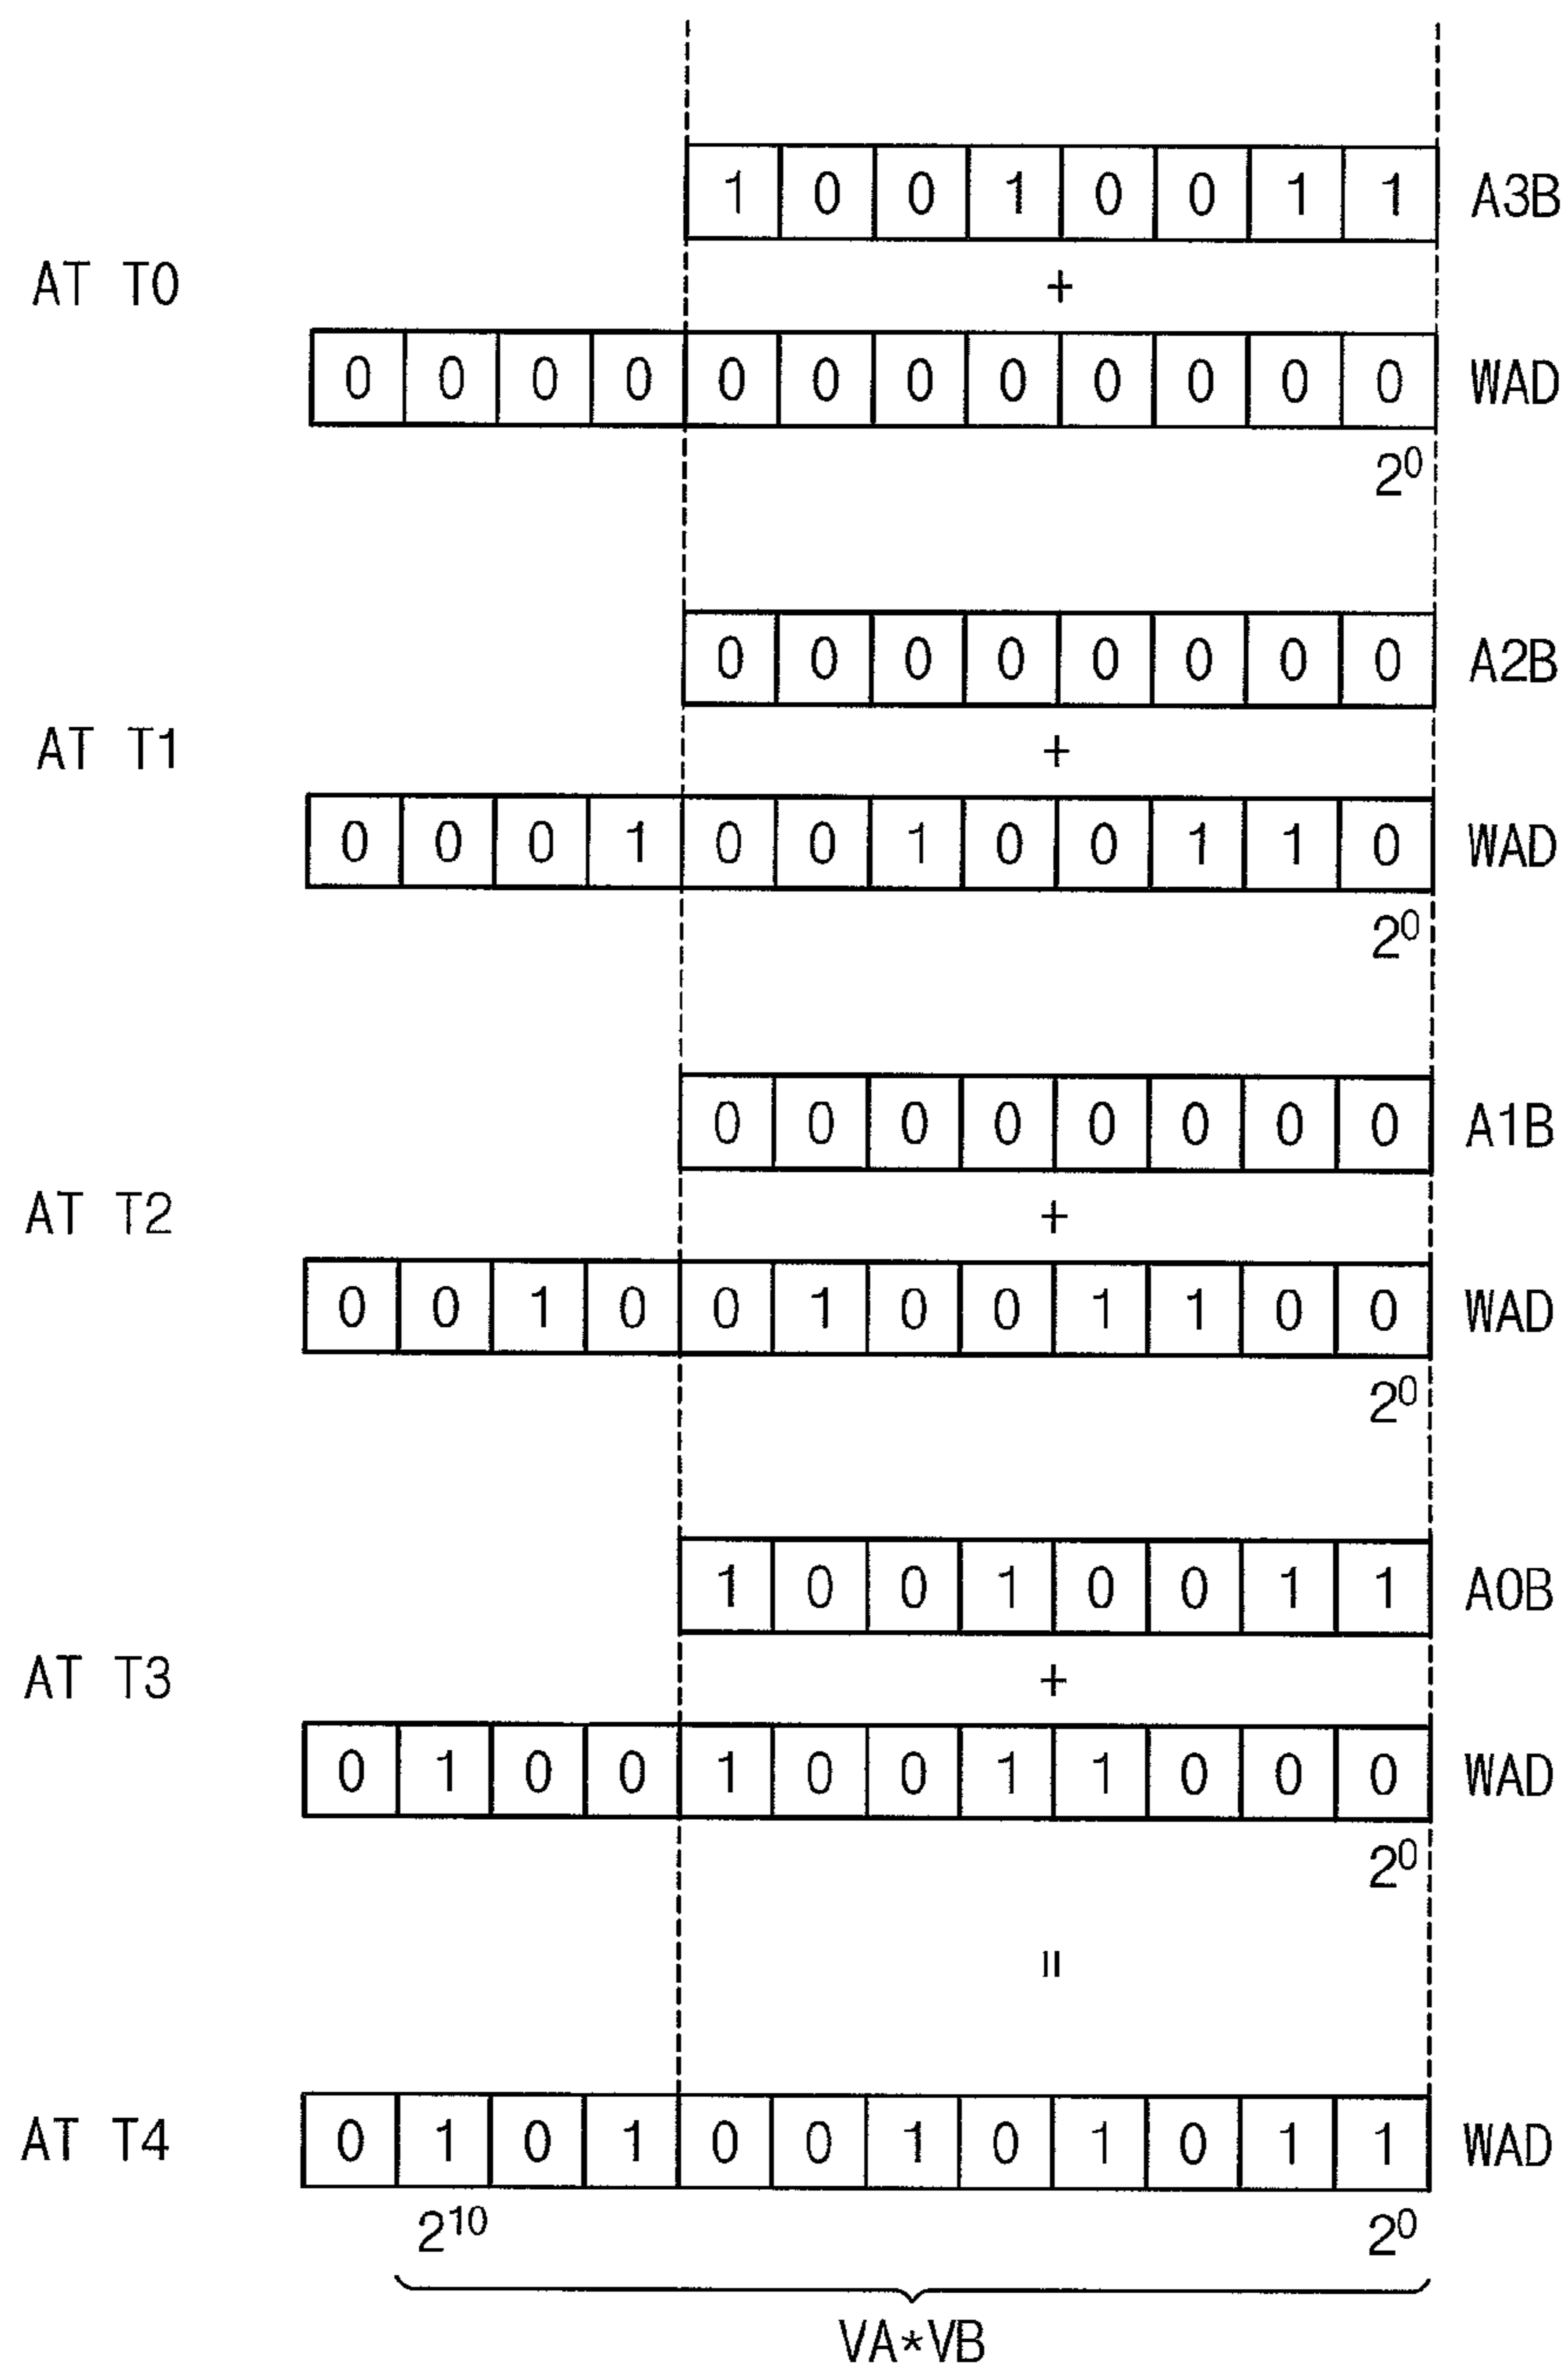 1 0 0 1 0 0 1 1 A3B
AT T0 +
0 0 0 0 0 0 0 0 0 0 0 0 WAD
2⁰
0 0 0 0 0 0 0 0 A2B
AT T1 +
0 0 0 1 0 0 1 0 0 1 1 0 WAD
2⁰
0 0 0 0 0 0 0 0 A1B
AT T2 +
0 0 1 0 0 1 0 0 1 1 0 0 WAD
2⁰
1 0 0 1 0 0 1 1 A0B
AT T3 +
0 1 0 0 1 0 0 1 1 0 0 0 WAD
2⁰
=
AT T4 0 1 0 1 0 0 1 0 1 0 1 1 WAD
2¹⁰ 2⁰
VA*VB